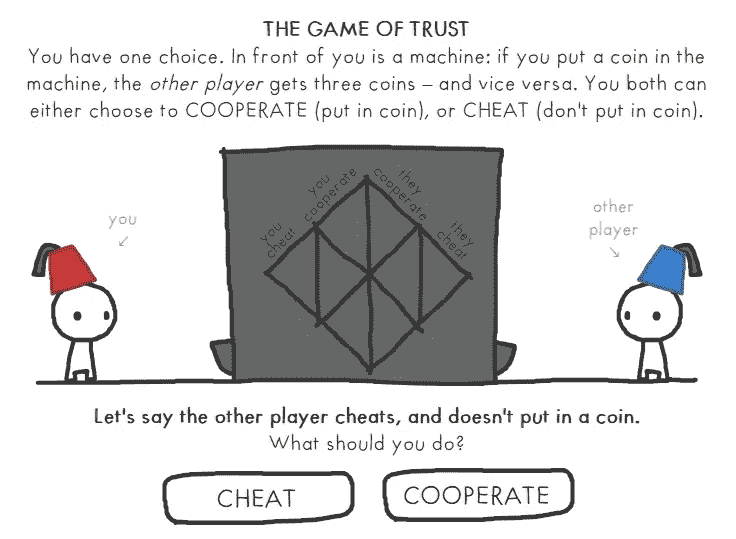 THE GAME OF TRUST
You have one choice. In front of you is a machine: if you put a coin in the
machine, the other player gets three coins – and vice versa. You both can
either choose to COOPERATE (put in coin), or CHEAT (don't put in coin).
you
cheat
you
cooperate
they
cooperate
they
cheat
you
other
player
Let's say the other player cheats, and doesn't put in a coin.
What should you do?
CHEAT
COOPERATE